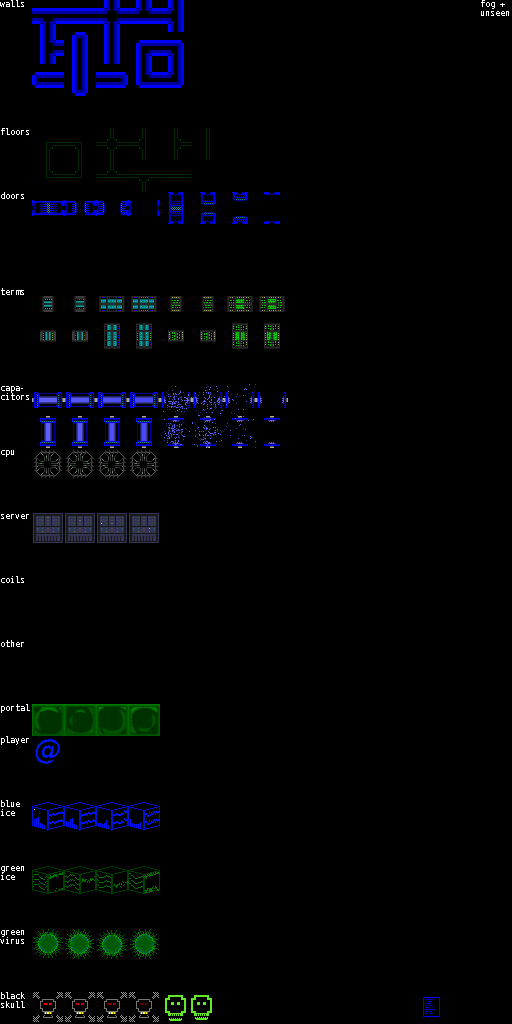 walls
fog +
unseen
floors
doors
terms
capa-
citors
cpu
server
coils
other
portal
player
@
blue
ice
green
ice
green
virus
black
skull